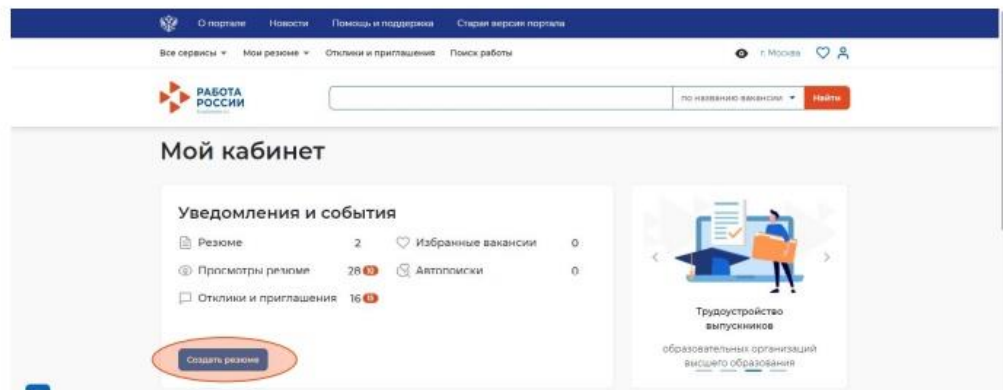 О портале Новости Помощь и поддержка Старая версия портала
Все сервисы Мои резюме Отклики и приглашения Поиск работы г. Москва
РАБОТА РОССИИ
по названию вакансии Найти
Мой кабинет
Уведомления и события
Резюме 2 Избранные вакансии 0
Просмотры резюме 28 Автопоиски 0
Отклики и приглашения 16
Создать резюме
Трудоустройство
выпускников
образовательных организаций
высшего образования